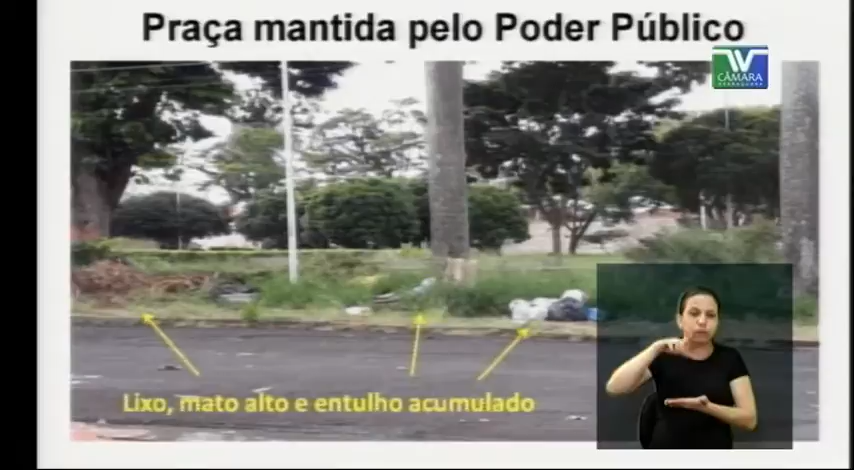 Praça mantida pelo Poder Público
TV
CÂMARA
Lixo, mato alto e entulho acumulado